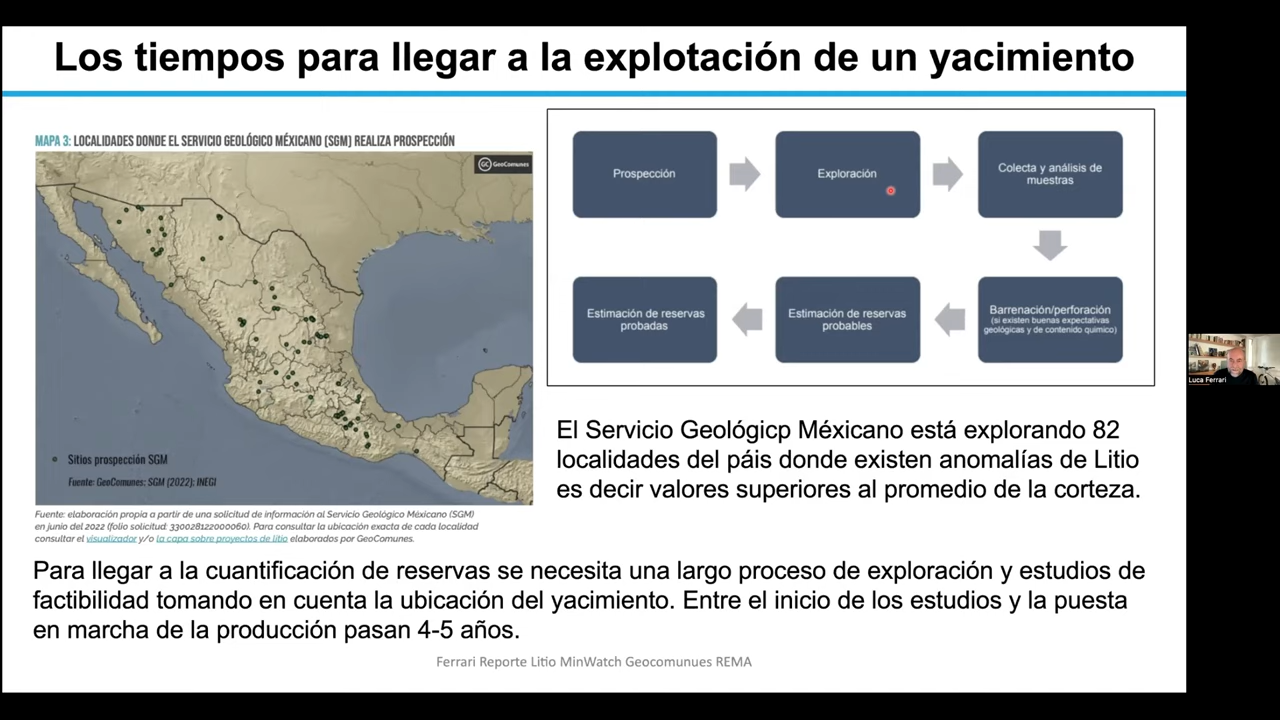 Los tiempos para llegar a la explotación de un yacimiento
MAPA 3: LOCALIDADES DONDE EL SERVICIO GEOLÓGICO MÉXICANO (SGM) REALIZA PROSPECCIÓN
GC GeoComunes
Sitios prospección SGM
Fuente: GeoComunes; SGM (2022); INEGI
Fuente: elaboración propia a partir de una solicitud de información al Servicio Geológico Méxicano (SGM)
en junio del 2022 (folio solicitud: 330028122000060). Para consultar la ubicación exacta de cada localidad
consultar el visualizador y/o la capa sobre proyectos de litio elaborados por GeoComunes.
Prospección
Exploración
Colecta y análisis de
muestras
Barrenación/perforación
(si existen buenas expectativas
geológicas y de contenido quimico)
Estimación de reservas
probables
Estimación de reservas
probadas
El Servicio Geológicp Méxicano está explorando 82
localidades del páis donde existen anomalías de Litio
es decir valores superiores al promedio de la corteza.
Para llegar a la cuantificación de reservas se necesita una largo proceso de exploración y estudios de
factibilidad tomando en cuenta la ubicación del yacimiento. Entre el inicio de los estudios y la puesta
en marcha de la producción pasan 4-5 años.
Ferrari Reporte Litio MinWatch Geocomunues REMA
Luca Ferrari